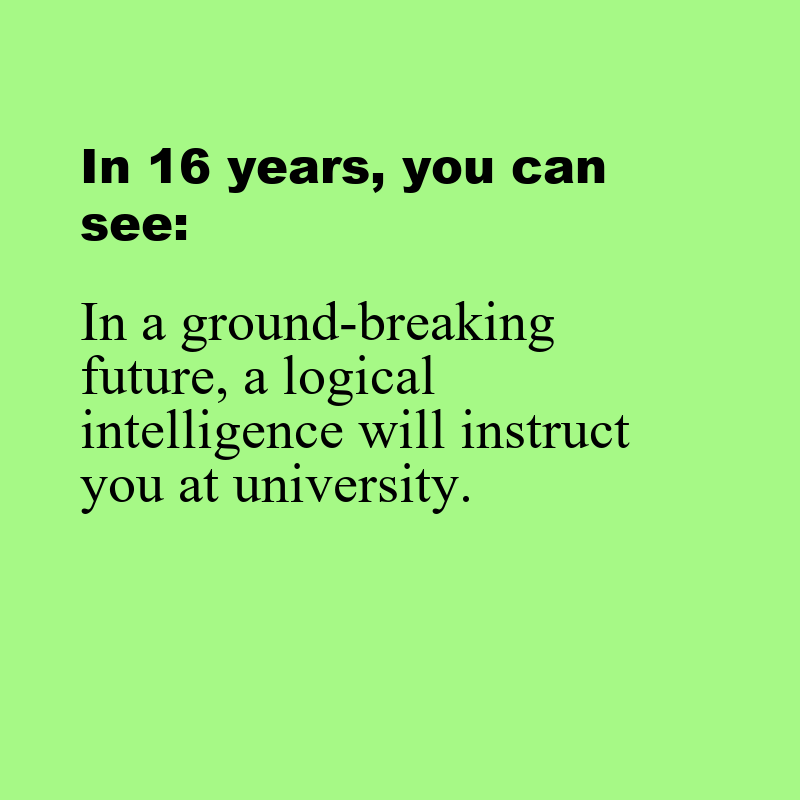 In 16 years, you can
see:
In a ground-breaking
future, a logical
intelligence will instruct
you at university.